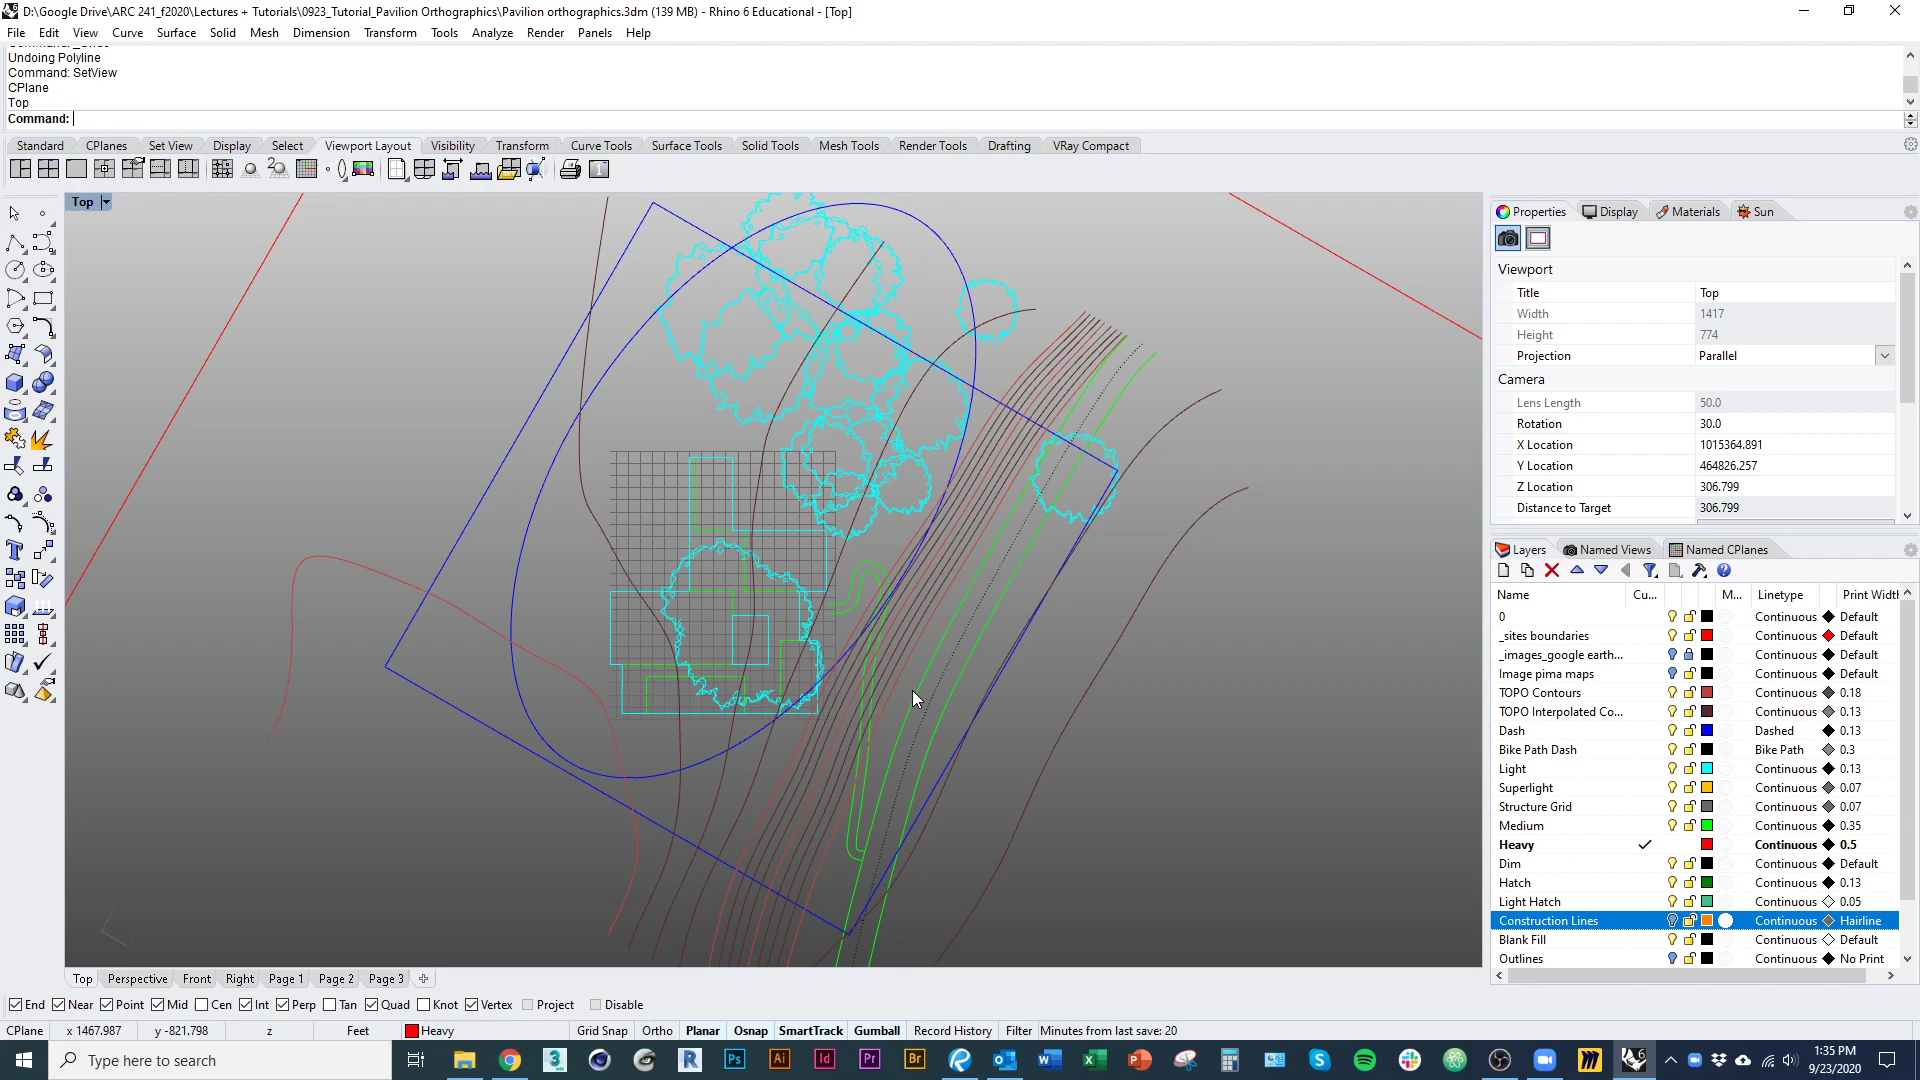 D:\Google Drive\ARC 241_f2020\Lectures + Tutorials\0923_Tutorial_Pavilion Orthographics\Pavilion orthographics.3dm (139 MB) - Rhino 6 Educational - [Top]
File Edit View Curve Surface Solid Mesh Dimension Transform Tools Analyze Render Panels Help
Undoing Polyline
Command: SetView
CPlane
Top
Command:
Standard CPlanes Set View Display Select Viewport Layout Visibility Transform Curve Tools Surface Tools Solid Tools Mesh Tools Render Tools Drafting VRay Compact
Top
Properties Display Materials Sun
Viewport
Title Top
Width 1417
Height 774
Projection Parallel
Camera
Lens Length 50.0
Rotation 30.0
X Location 1015364.891
Y Location 464826.257
Z Location 306.799
Distance to Target 306.799
Layers Named Views Named CPlanes
Name Cu... M... Linetype Print Widt
0 Continuous Default
_sites boundaries Continuous Default
_images_google earth... Continuous Default
Image pima maps Continuous Default
TOPO Contours Continuous 0.18
TOPO Interpolated Co... Continuous 0.13
Dash Dashed 0.13
Bike Path Dash Bike Path 0.3
Light Continuous 0.13
Superlight Continuous 0.07
Structure Grid Continuous 0.07
Medium Continuous 0.35
Heavy Continuous 0.5
Dim Continuous Default
Hatch Continuous 0.13
Light Hatch Continuous 0.05
Construction Lines Continuous Hairline
Blank Fill Continuous Default
Outlines Continuous No Print
Top Perspective Front Right Page 1 Page 2 Page 3
End Near Point Mid Cen Int Perp Tan Quad Knot Vertex Project Disable
CPlane x 1467.987 y -821.798 z Feet Heavy Grid Snap Ortho Planar Osnap SmartTrack Gumball Record History Filter Minutes from last save: 20
Type here to search
1:35 PM
9/23/2020